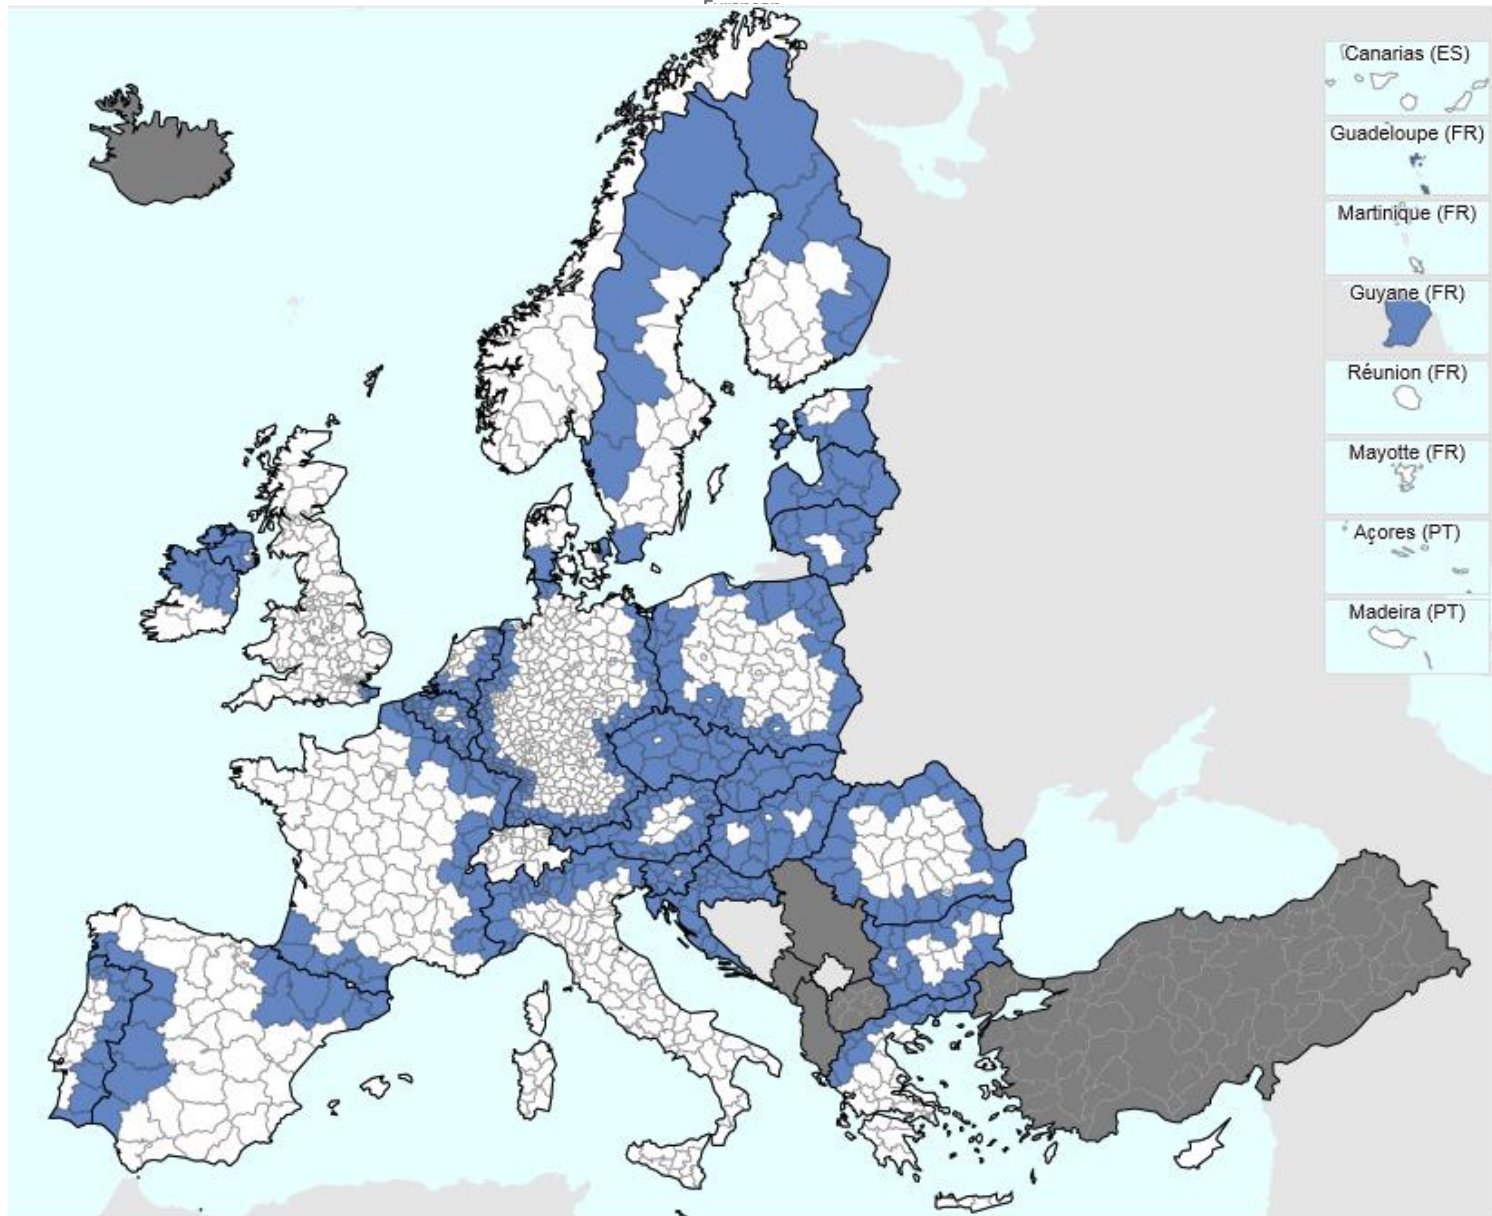 Canarias (ES)
Guadeloupe (FR)
Martinique (FR)
Guyane (FR)
Réunion (FR)
Mayotte (FR)
Açores (PT)
Madeira (PT)